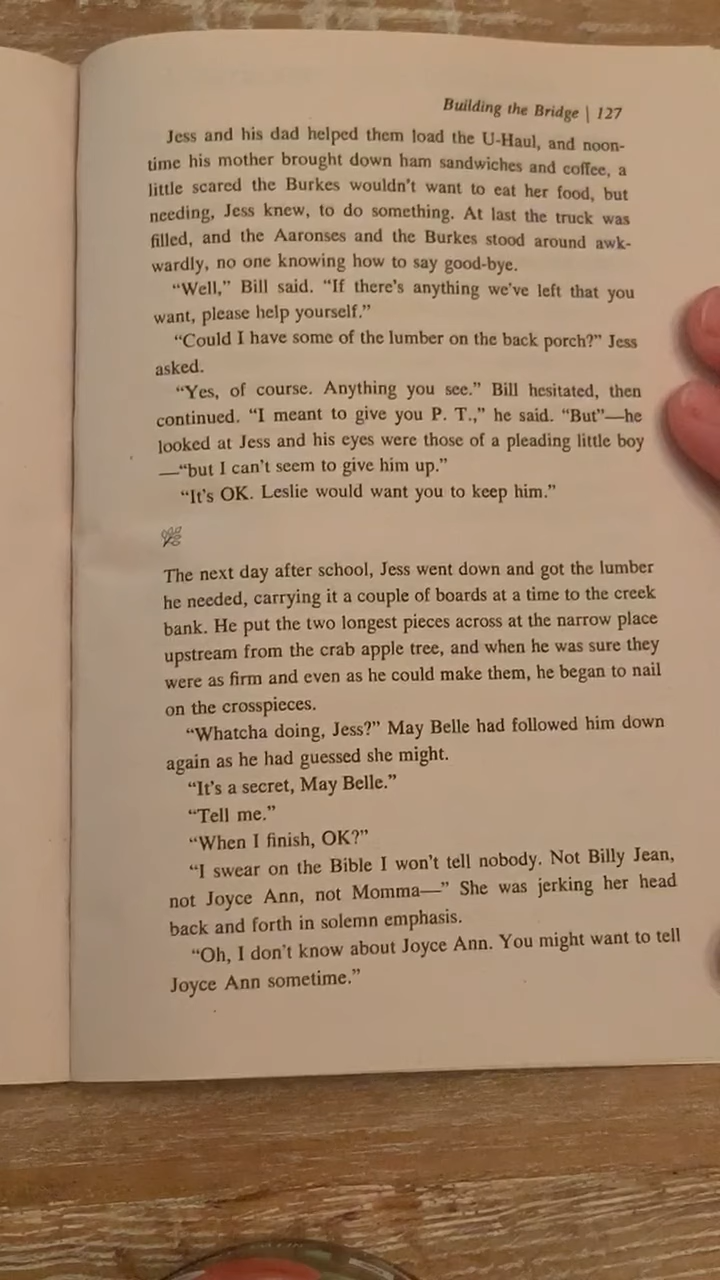 Building the Bridge | 127
Jess and his dad helped them load the U-Haul, and noon-
time his mother brought down ham sandwiches and coffee, a
little scared the Burkes wouldn't want to eat her food, but
needing, Jess knew, to do something. At last the truck was
filled, and the Aaronses and the Burkes stood around awk-
wardly, no one knowing how to say good-bye.
“Well,” Bill said. “If there's anything we've left that you
want, please help yourself.”
“Could I have some of the lumber on the back porch?” Jess
asked.
“Yes, of course. Anything you see.” Bill hesitated, then
continued. “I meant to give you P. T.,” he said. “But”—he
looked at Jess and his eyes were those of a pleading little boy
—“but I can't seem to give him up.”
“It's OK. Leslie would want you to keep him.”
The next day after school, Jess went down and got the lumber
he needed, carrying it a couple of boards at a time to the creek
bank. He put the two longest pieces across at the narrow place
upstream from the crab apple tree, and when he was sure they
were as firm and even as he could make them, he began to nail
on the crosspieces.
“Whatcha doing, Jess?” May Belle had followed him down
again as he had guessed she might.
“It's a secret, May Belle.”
“Tell me.”
“When I finish, OK?”
“I swear on the Bible I won't tell nobody. Not Billy Jean,
not Joyce Ann, not Momma—” She was jerking her head
back and forth in solemn emphasis.
“Oh, I don't know about Joyce Ann. You might want to tell
Joyce Ann sometime.”